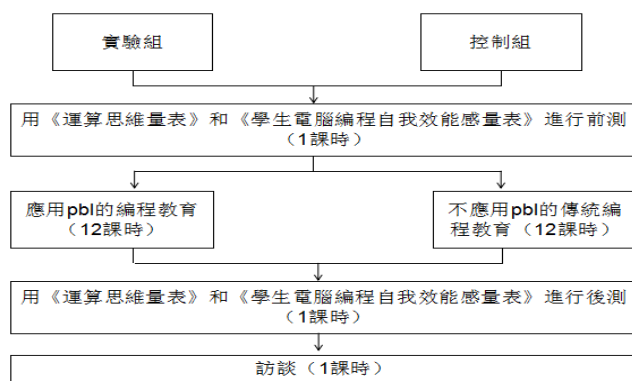 實驗組
控制組
用《運算思維量表》和《學生電腦編程自我效能感量表》進行前測
（1課時）
應用pbl的編程教育
（12課時）
不應用pbl的傳統編
程教育（12課時）
用《運算思維量表》和《學生電腦編程自我效能感量表》進行後測
（1課時）
訪談（1課時）